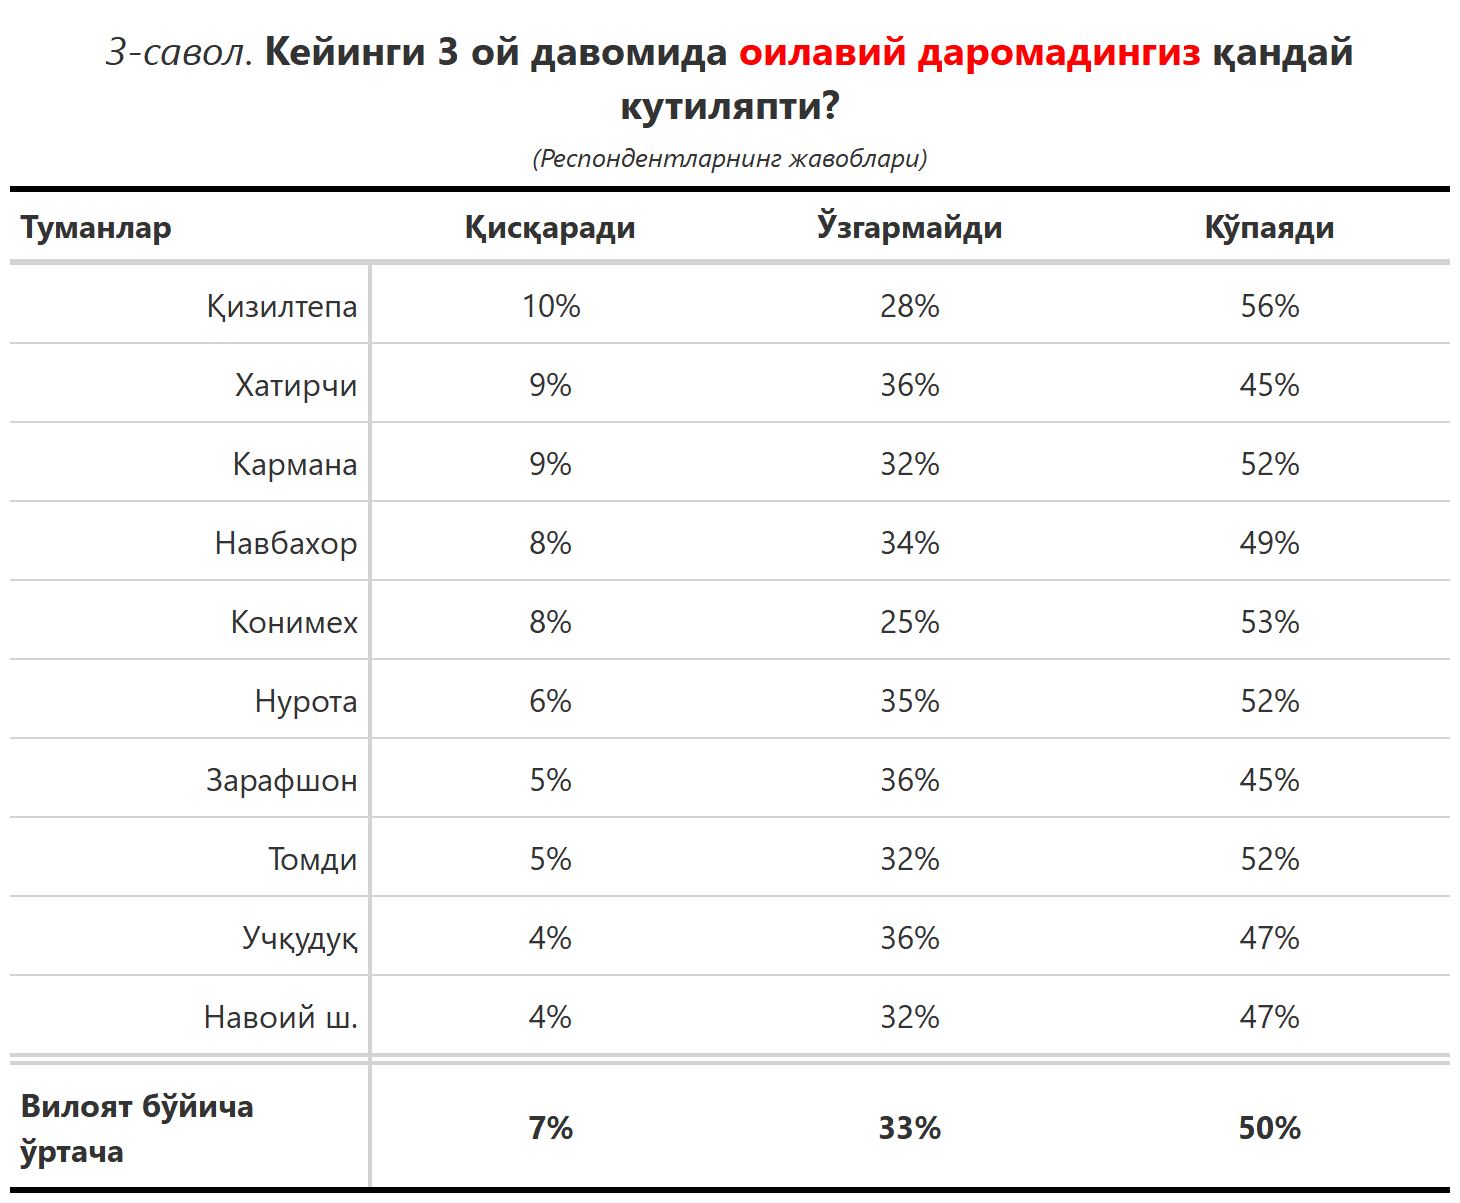 3-савол. Кейинги 3 ой давомида оилавий даромадингиз қандай
кутиляпти?
(Респондентларнинг жавоблари)
Туманлар Қисқаради Ўзгармайди Кўпаяди
Қизилтепа 10% 28% 56%
Хатирчи 9% 36% 45%
Кармана 9% 32% 52%
Навбахор 8% 34% 49%
Конимех 8% 25% 53%
Нурота 6% 35% 52%
Зарафшон 5% 36% 45%
Томди 5% 32% 52%
Учқудуқ 4% 36% 47%
Навоий ш. 4% 32% 47%
Вилоят бўйича
ўртача 7% 33% 50%